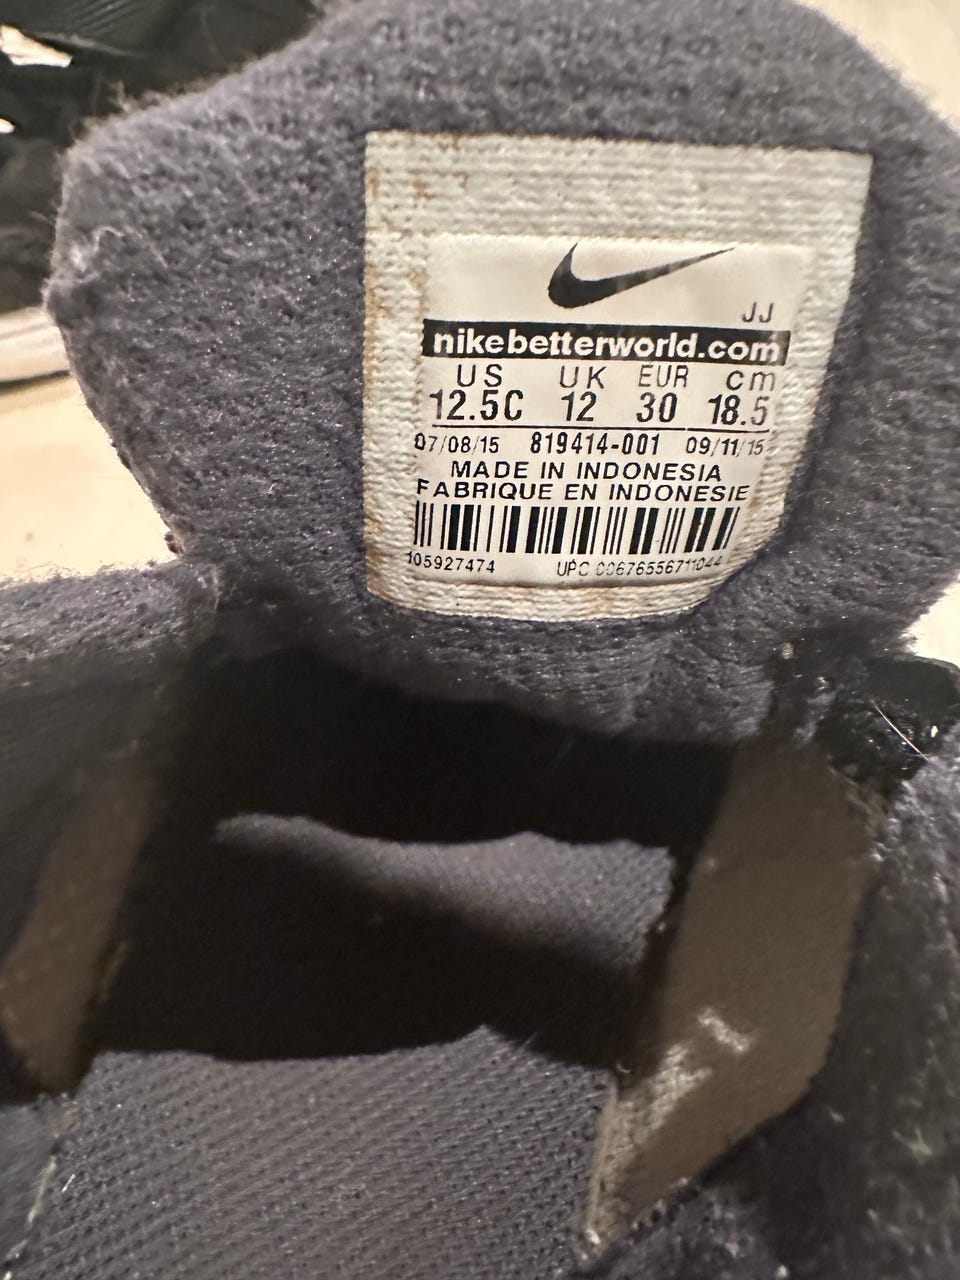 JJ
nikebetterworld.com
US UK EUR cm
12.5C 12 30 18.5
07/08/15 819414-001 09/11/15
MADE IN INDONESIA
FABRIQUE EN INDONESIE
105927474 UPC 00676556711044